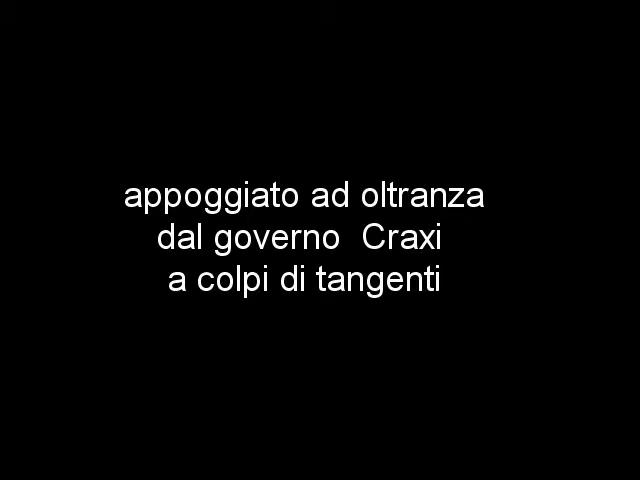 appoggiato ad oltranza
dal governo  Craxi
a colpi di tangenti